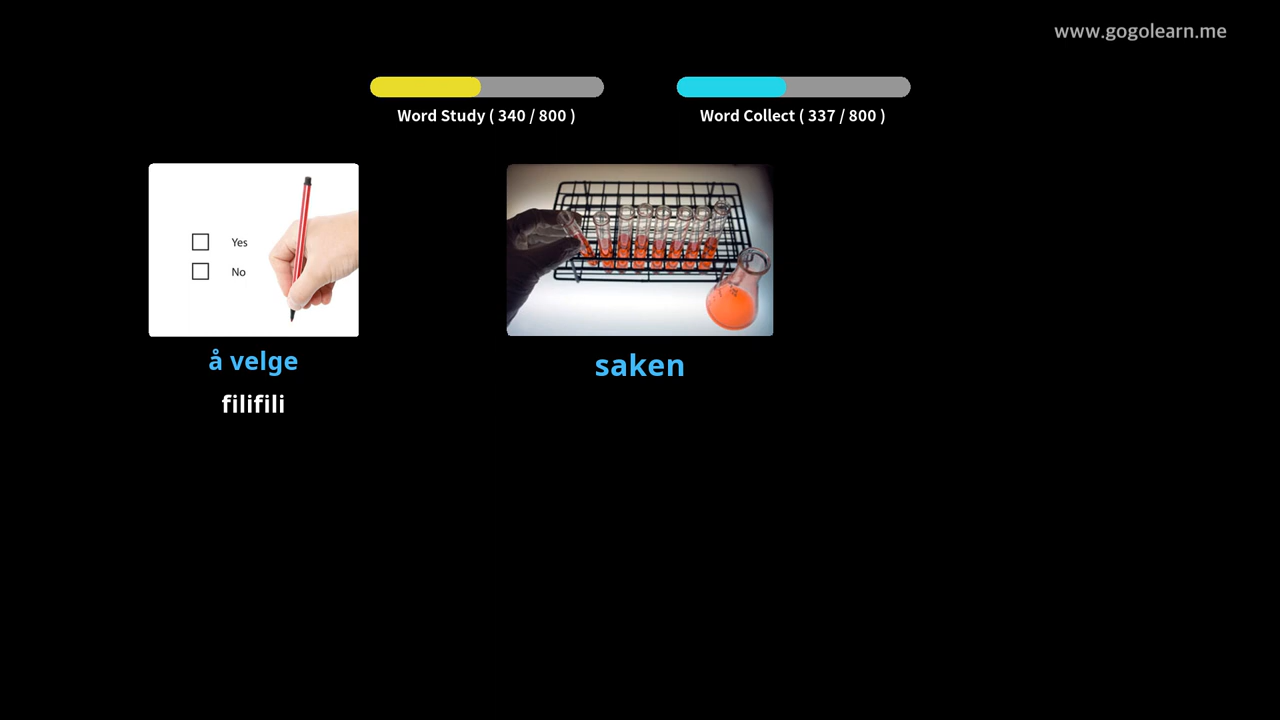 www.gogolearn.me
Word Study ( 340 / 800 )
Word Collect ( 337 / 800 )
Yes
No
å velge
filifili
saken